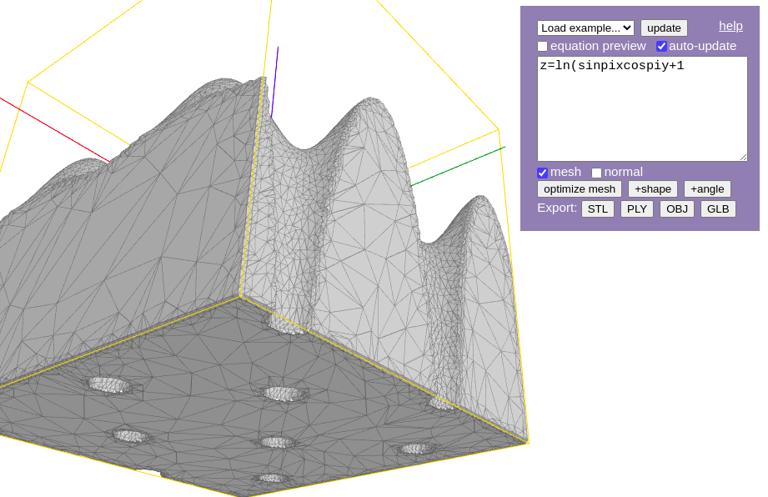 Load example... update help
equation preview auto-update
z=ln(sinpixcospiy+1
mesh normal
optimize mesh +shape +angle
Export: STL PLY OBJ GLB